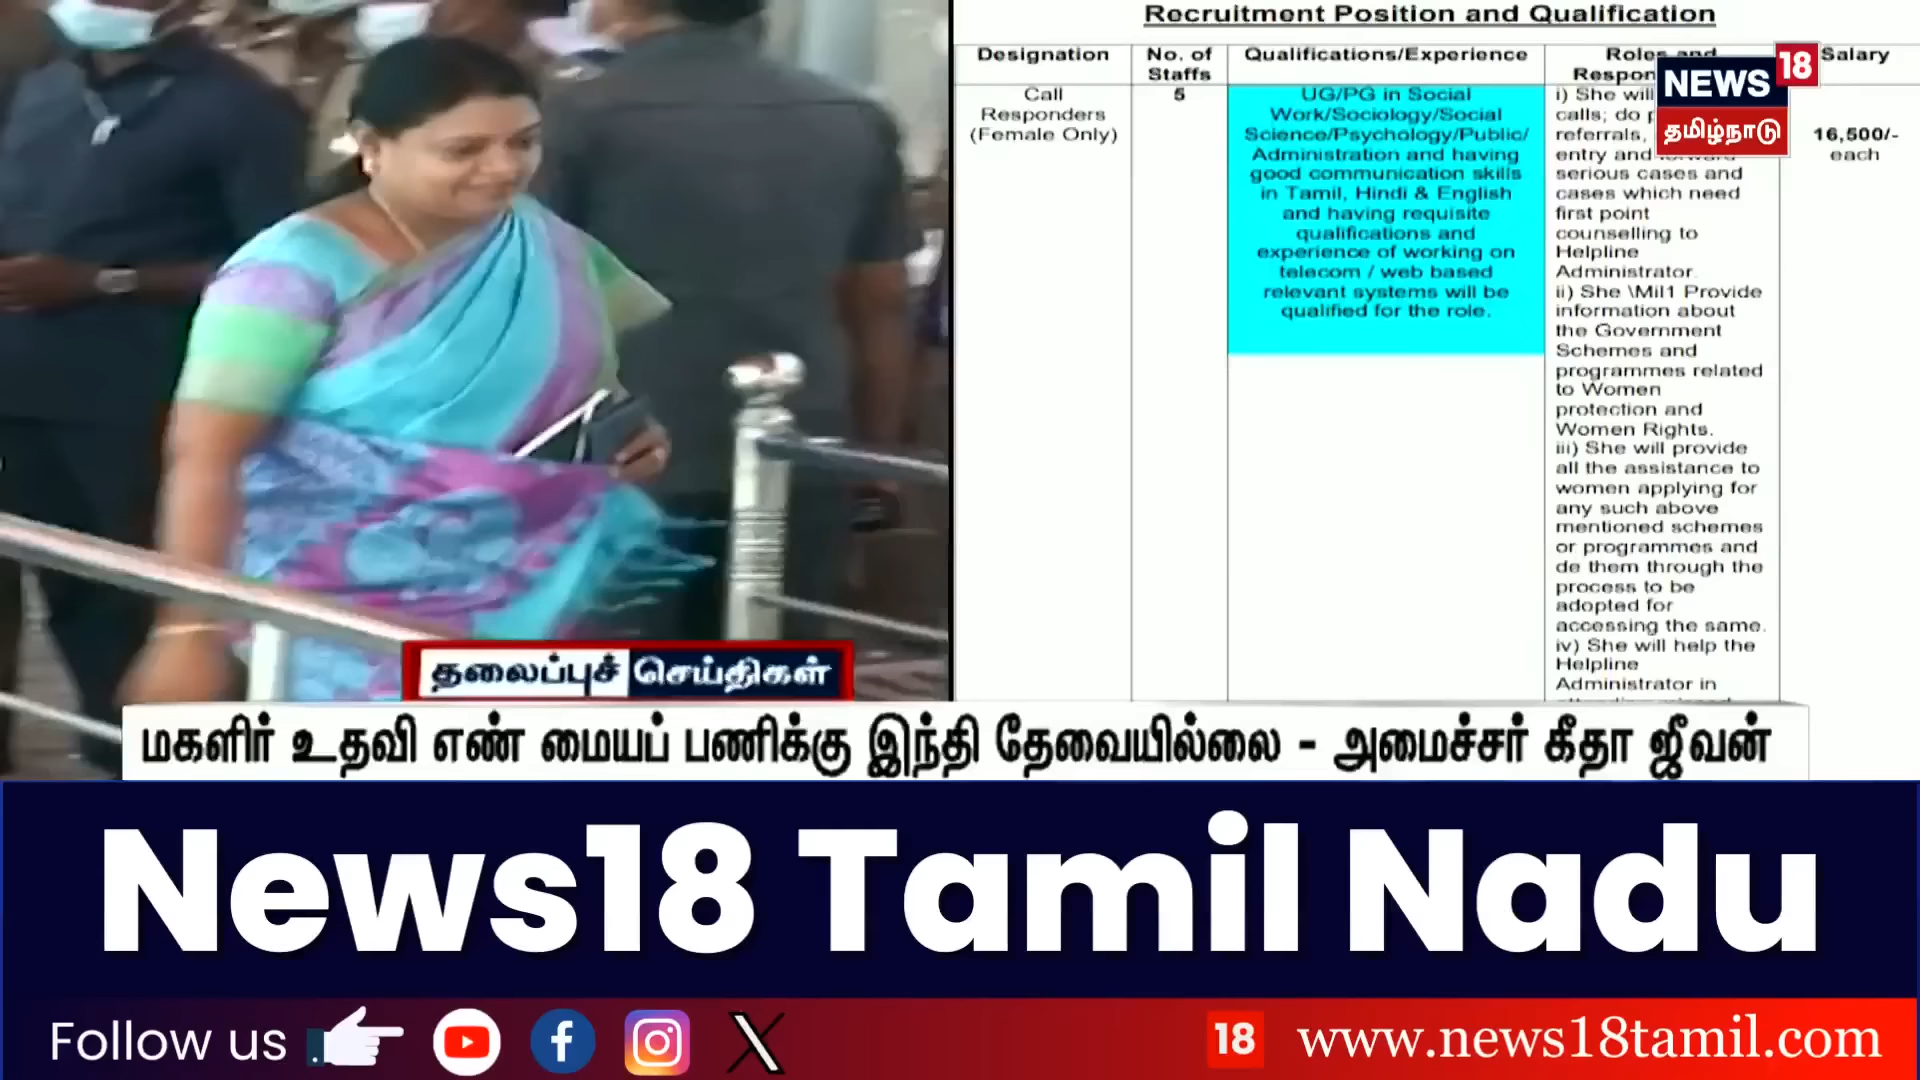 Recruitment Position and Qualification
Designation
No. of
Staffs
Qualifications/Experience
Roles and
Respon
Salary
Call
Responders
(Female Only)
5
UG/PG in Social
Work/Sociology/Social
Science/Psychology/Public/
Administration and having
good communication skills
in Tamil, Hindi & English
and having requisite
qualifications and
experience of working on
telecom / web based
relevant systems will be
qualified for the role.
i) She will
calls; do
referrals,
entry and forward
serious cases and
cases which need
first point
counselling to
Helpline
Administrator.
ii) She \Mil1 Provide
information about
the Government
Schemes and
programmes related
to Women
protection and
Women Rights.
iii) She will provide
all the assistance to
women applying for
any such above
mentioned schemes
or programmes and
de them through the
process to be
adopted for
accessing the same.
iv) She will help the
Helpline
Administrator in
16,500/-
each
NEWS 18
தமிழ்நாடு
தலைப்புச் செய்திகள்
மகளிர் உதவி எண் மையப் பணிக்கு இந்தி தேவையில்லை - அமைச்சர் கீதா ஜீவன்
News18 Tamil Nadu
Follow us
18 www.news18tamil.com